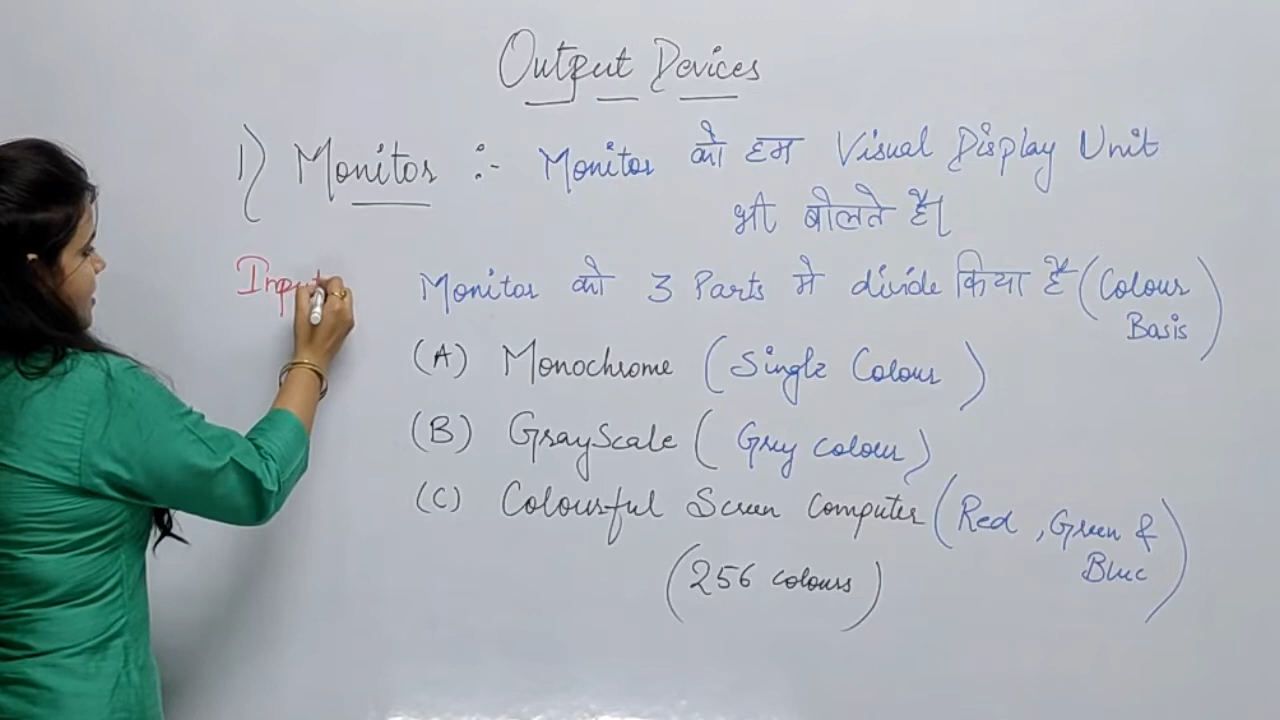 Output Devices
1) Monitor :- Monitor को हम Visual Display Unit
भी बोलते हैं।
Input
Monitor को 3 Parts मे divide किया है (Colour
Basis)
(A) Monochrome (Single Colour)
(B) GrayScale (Grey colour)
(C) Colourful Screen Computer (Red, Green &
Blue)
(256 colours)